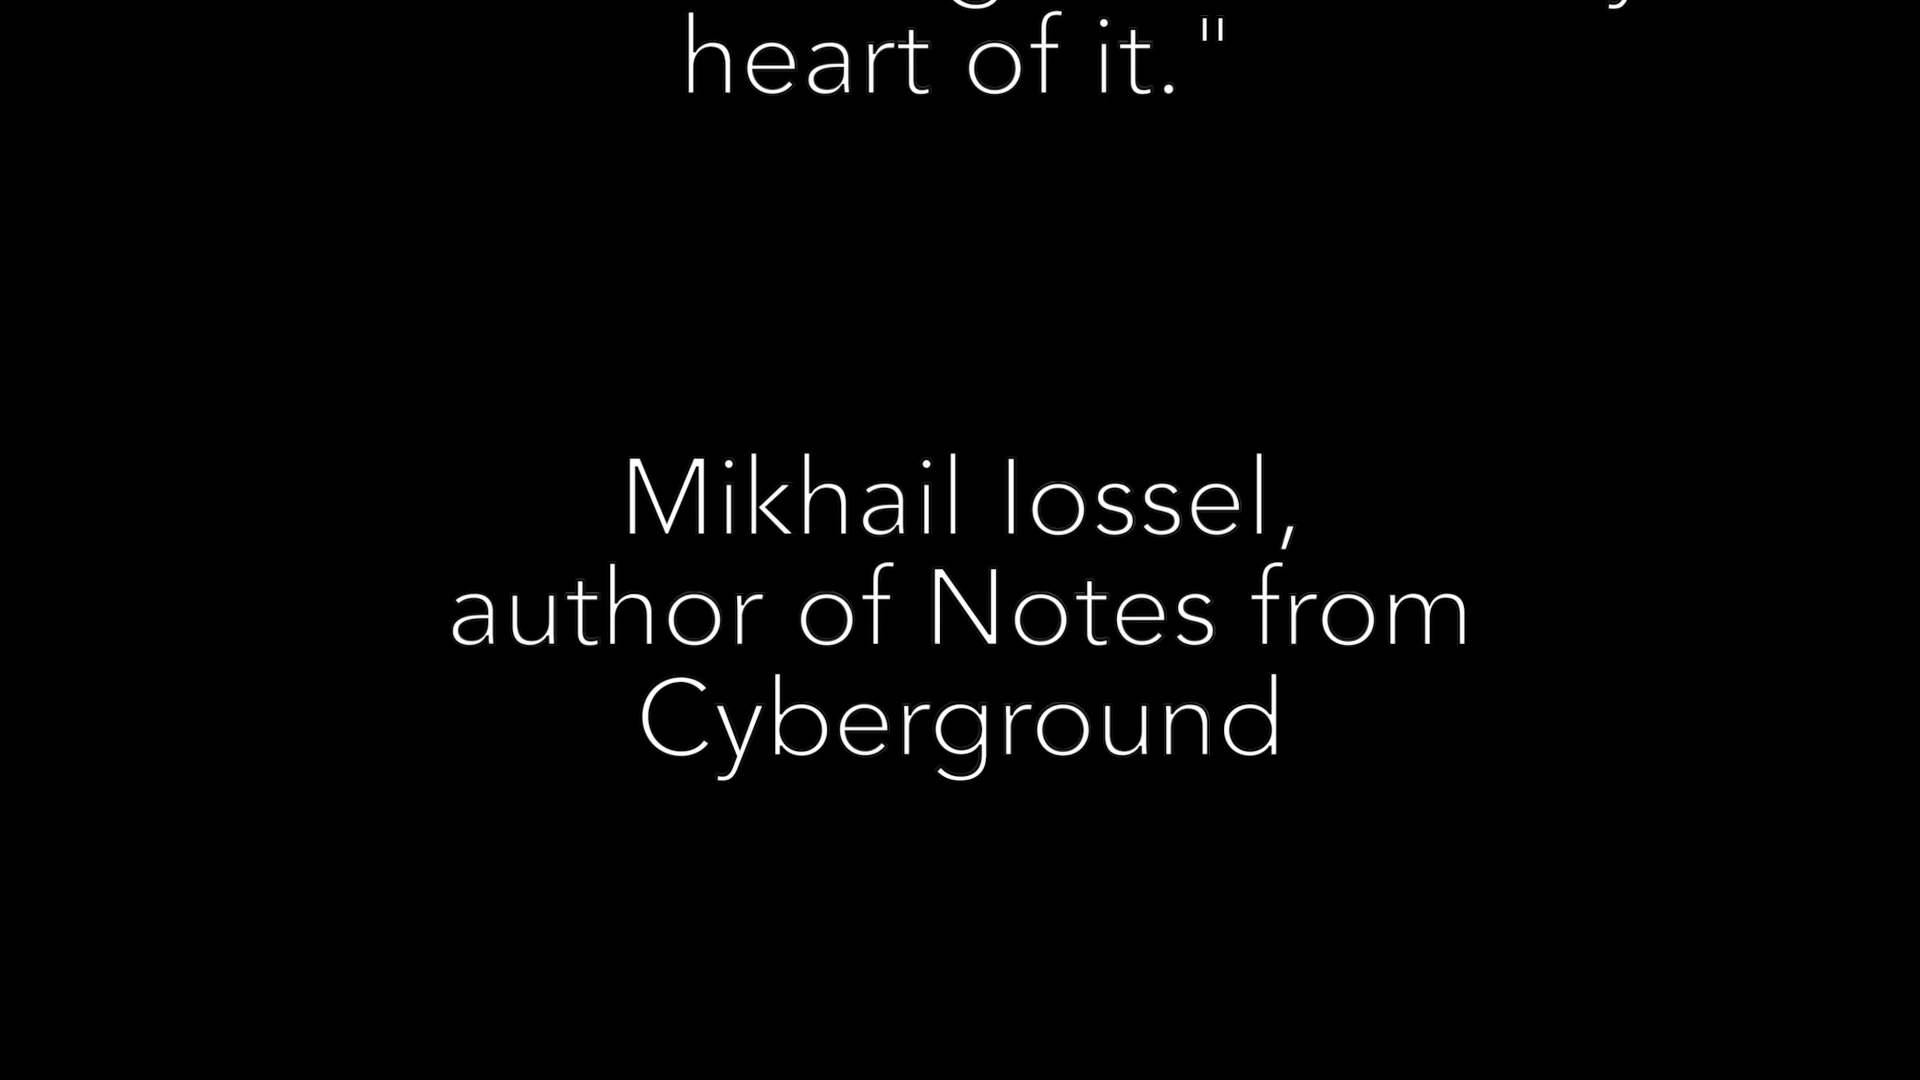 heart of it."
Mikhail Iossel,
author of Notes from
Cyberground